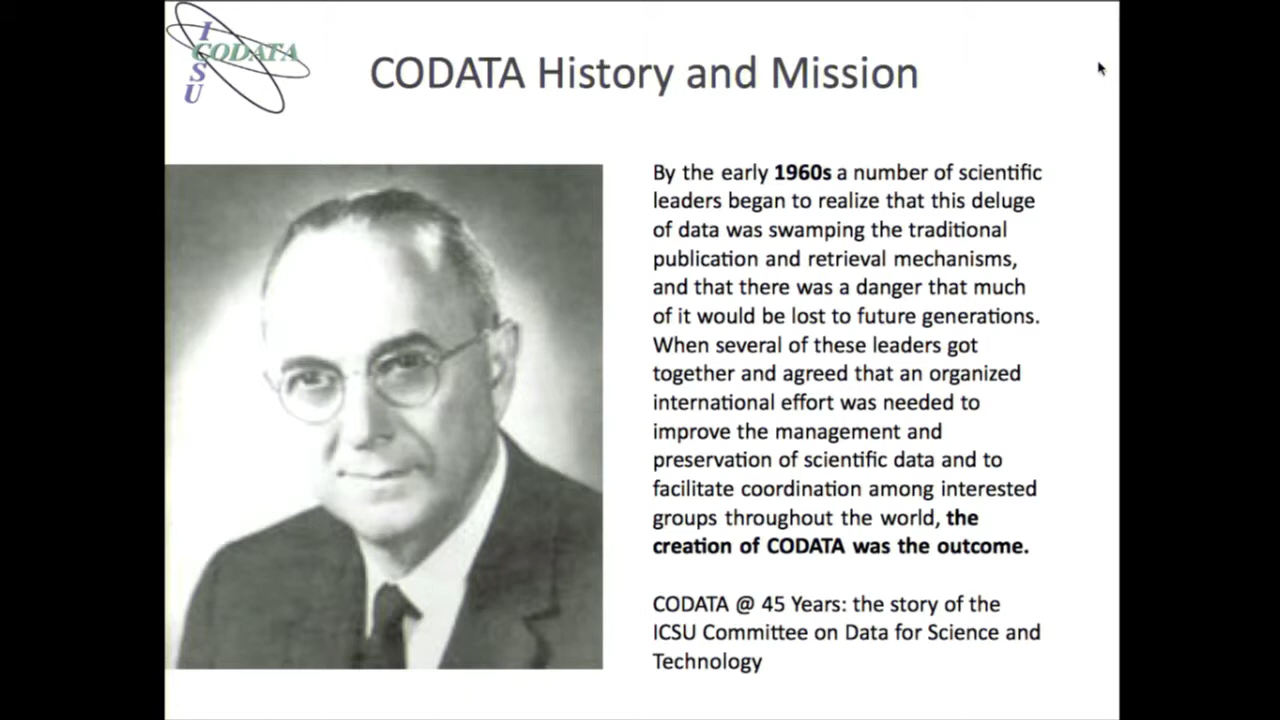 I
CODATA
S
U
CODATA History and Mission
By the early 1960s a number of scientific
leaders began to realize that this deluge
of data was swamping the traditional
publication and retrieval mechanisms,
and that there was a danger that much
of it would be lost to future generations.
When several of these leaders got
together and agreed that an organized
international effort was needed to
improve the management and
preservation of scientific data and to
facilitate coordination among interested
groups throughout the world, the
creation of CODATA was the outcome.
CODATA @ 45 Years: the story of the
ICSU Committee on Data for Science and
Technology